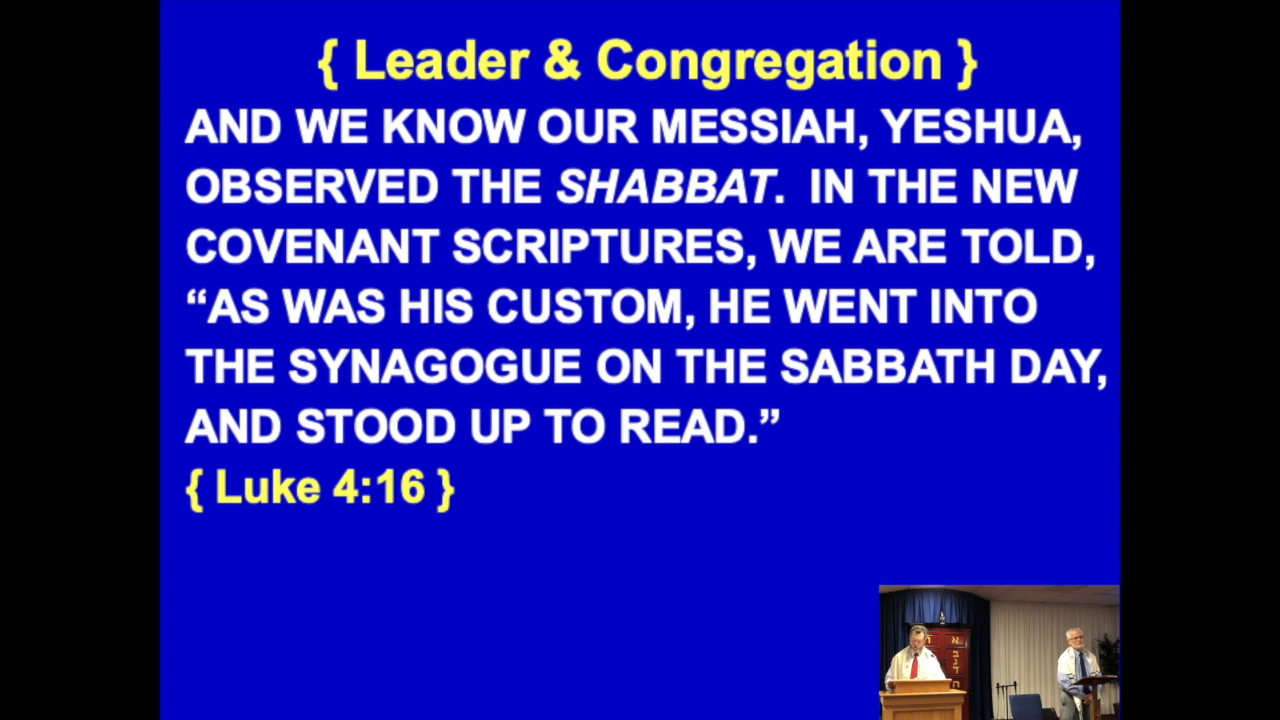 { Leader & Congregation }
AND WE KNOW OUR MESSIAH, YESHUA,
OBSERVED THE SHABBAT.  IN THE NEW
COVENANT SCRIPTURES, WE ARE TOLD,
“AS WAS HIS CUSTOM, HE WENT INTO
THE SYNAGOGUE ON THE SABBATH DAY,
AND STOOD UP TO READ.”
{ Luke 4:16 }